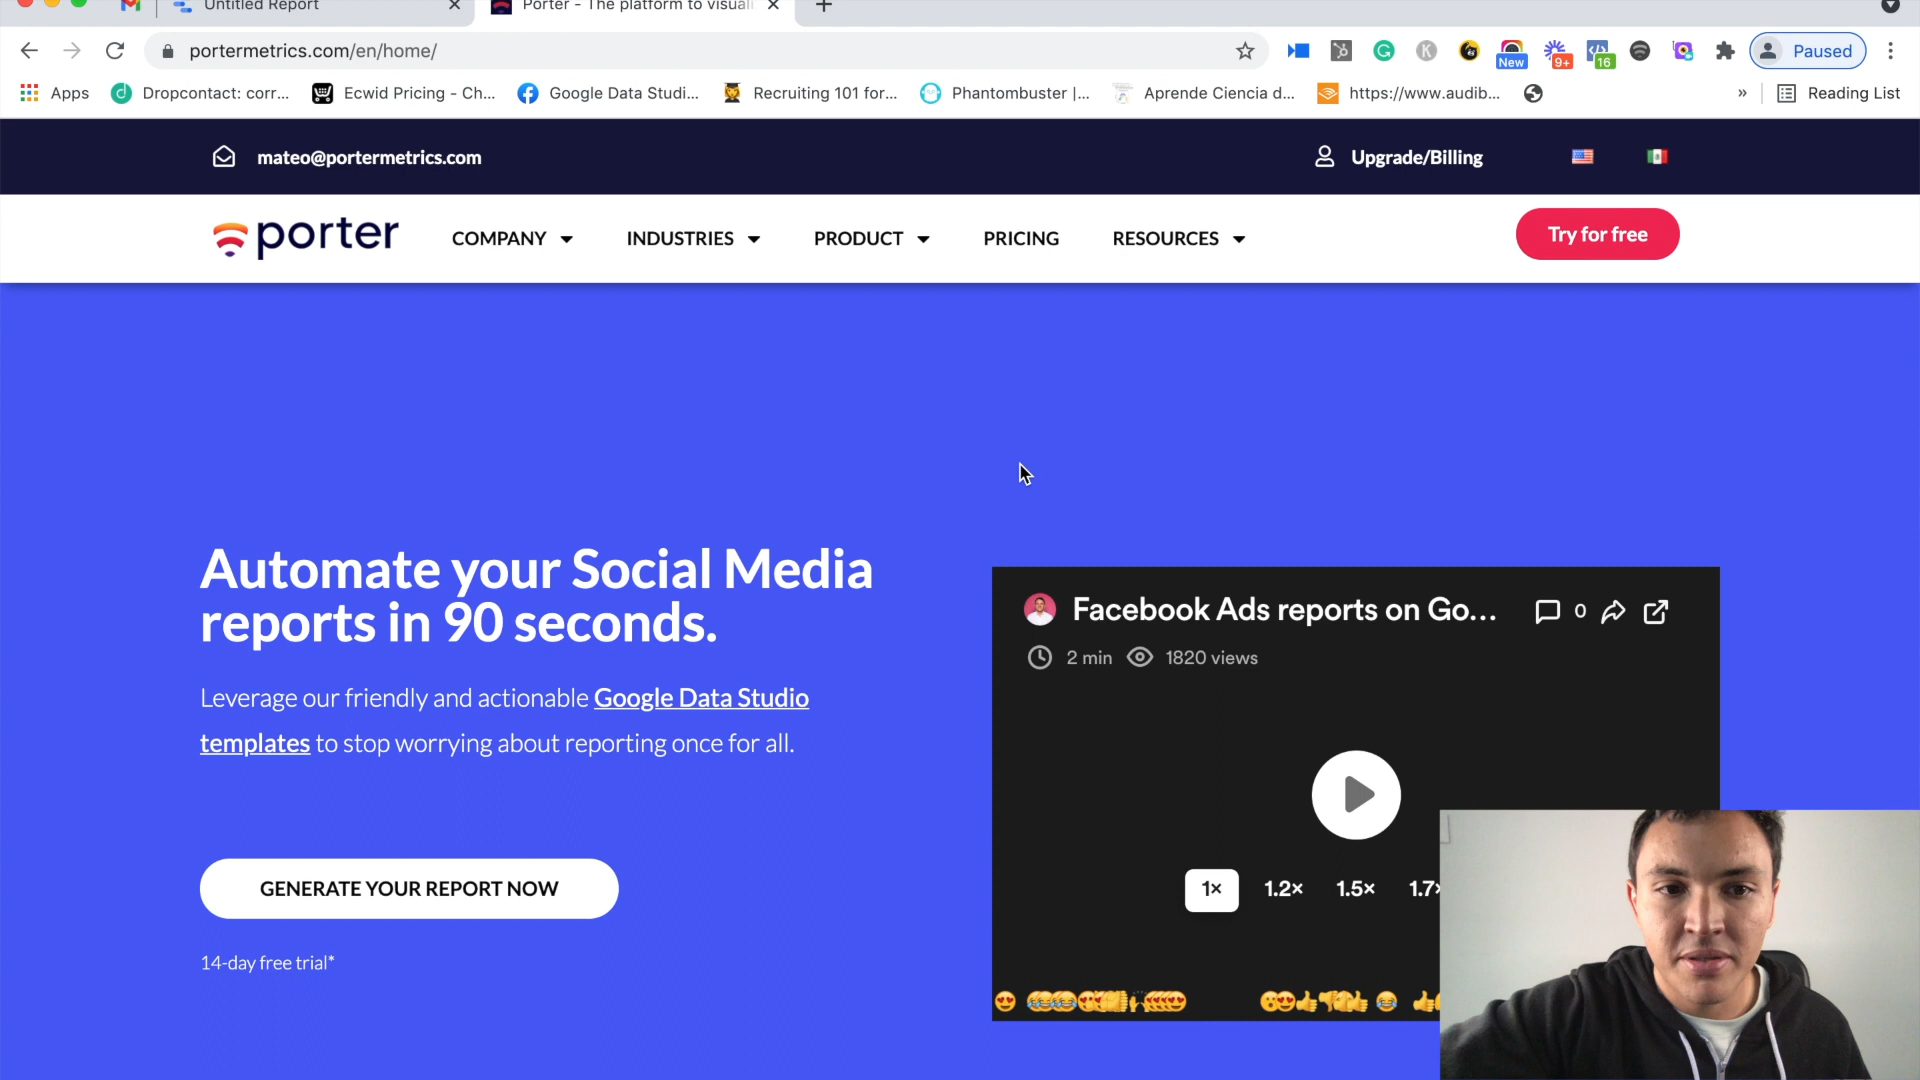 Untitled Report
Porter - The platform to visuali
portermetrics.com/en/home/
New
9+
16
Paused
Apps
Dropcontact: corr...
Ecwid Pricing - Ch...
Google Data Studi...
Recruiting 101 for...
Phantombuster |...
Aprende Ciencia d...
https://www.audib...
»
Reading List
mateo@portermetrics.com
Upgrade/Billing
porter
COMPANY
INDUSTRIES
PRODUCT
PRICING
RESOURCES
Try for free
Automate your Social Media
reports in 90 seconds.
Leverage our friendly and actionable Google Data Studio
templates to stop worrying about reporting once for all.
GENERATE YOUR REPORT NOW
14-day free trial*
Facebook Ads reports on Go...
0
2 min
1820 views
1×
1.2×
1.5×
1.7×